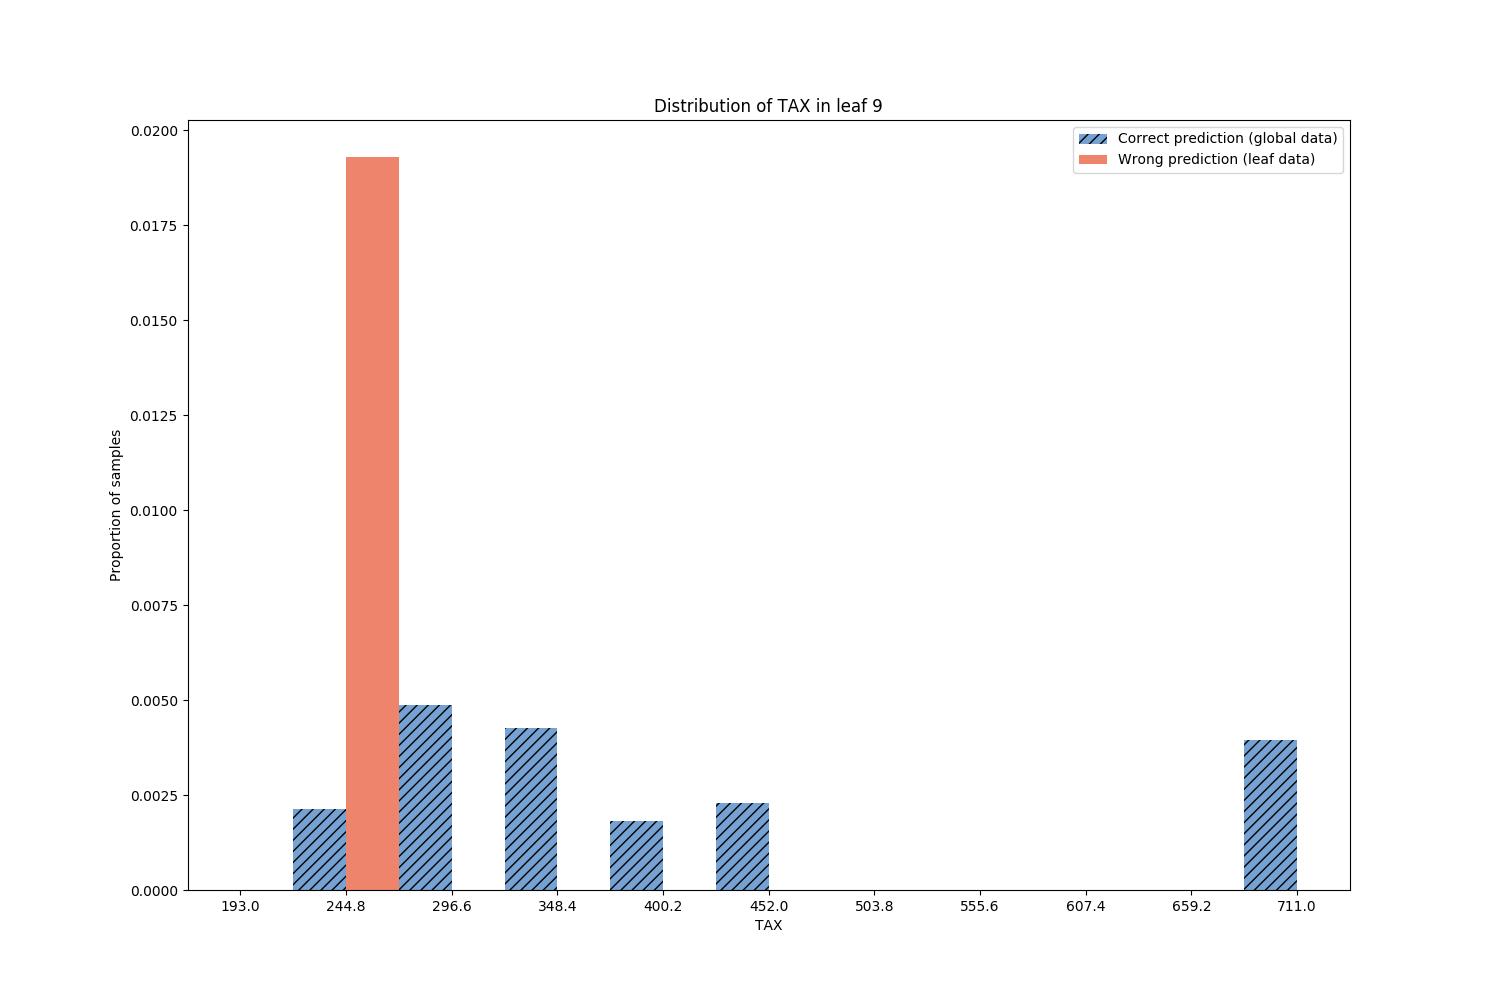 Distribution of TAX in leaf 9
Correct prediction (global data)
Wrong prediction (leaf data)
0.0200
0.0175
0.0150
0.0125
0.0100
0.0075
0.0050
0.0025
0.0000
Proportion of samples
193.0 244.8 296.6 348.4 400.2 452.0 503.8 555.6 607.4 659.2 711.0
TAX